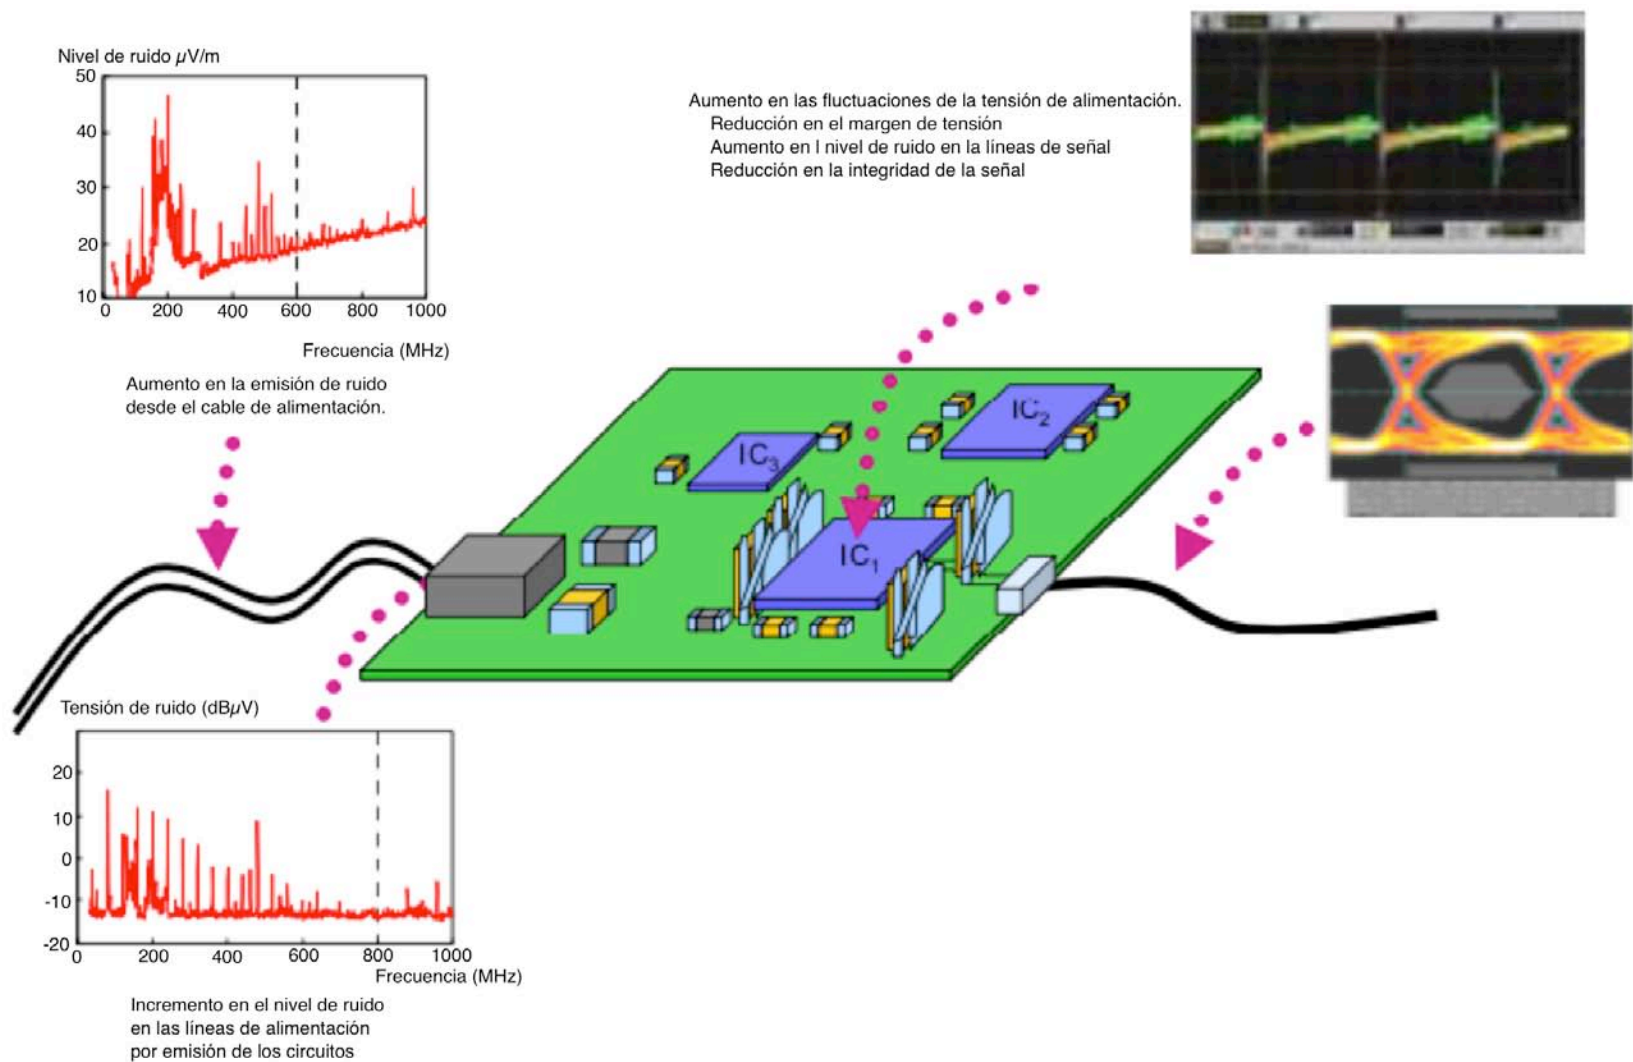 Nivel de ruido µV/m
50
40
30
20
10
0 200 400 600 800 1000
Frecuencia (MHz)
Aumento en la emisión de ruido
desde el cable de alimentación.
Aumento en las fluctuaciones de la tensión de alimentación.
Reducción en el margen de tensión
Aumento en l nivel de ruido en la líneas de señal
Reducción en la integridad de la señal
IC2
IC3
IC1
Tensión de ruido (dBµV)
20
10
0
-10
-20
0 200 400 600 800 1000
Frecuencia (MHz)
Incremento en el nivel de ruido
en las líneas de alimentación
por emisión de los circuitos